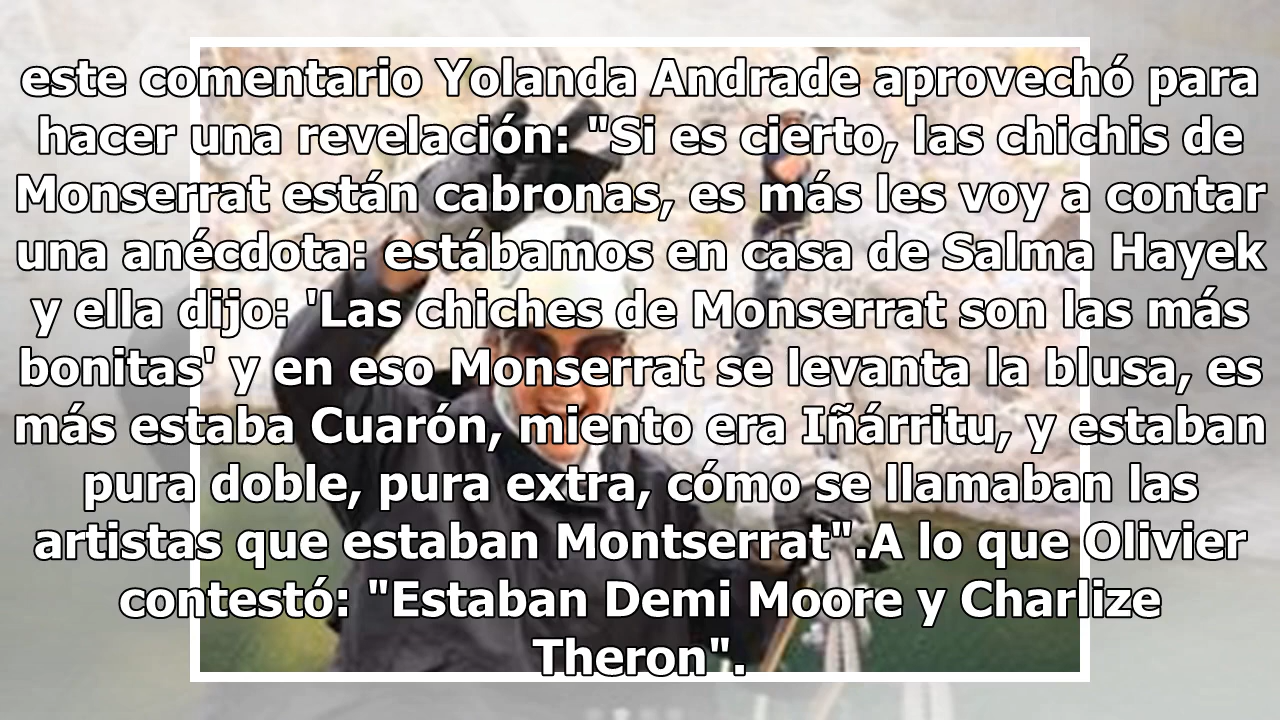 este comentario Yolanda Andrade aprovechó para
hacer una revelación: "Si es cierto, las chichis de
Monserrat están cabronas, es más les voy a contar
una anécdota: estábamos en casa de Salma Hayek
y ella dijo: 'Las chiches de Monserrat son las más
bonitas' y en eso Monserrat se levanta la blusa, es
más estaba Cuarón, miento era Iñárritu, y estaban
pura doble, pura extra, cómo se llamaban las
artistas que estaban Montserrat".A lo que Olivier
contestó: "Estaban Demi Moore y Charlize
Theron".